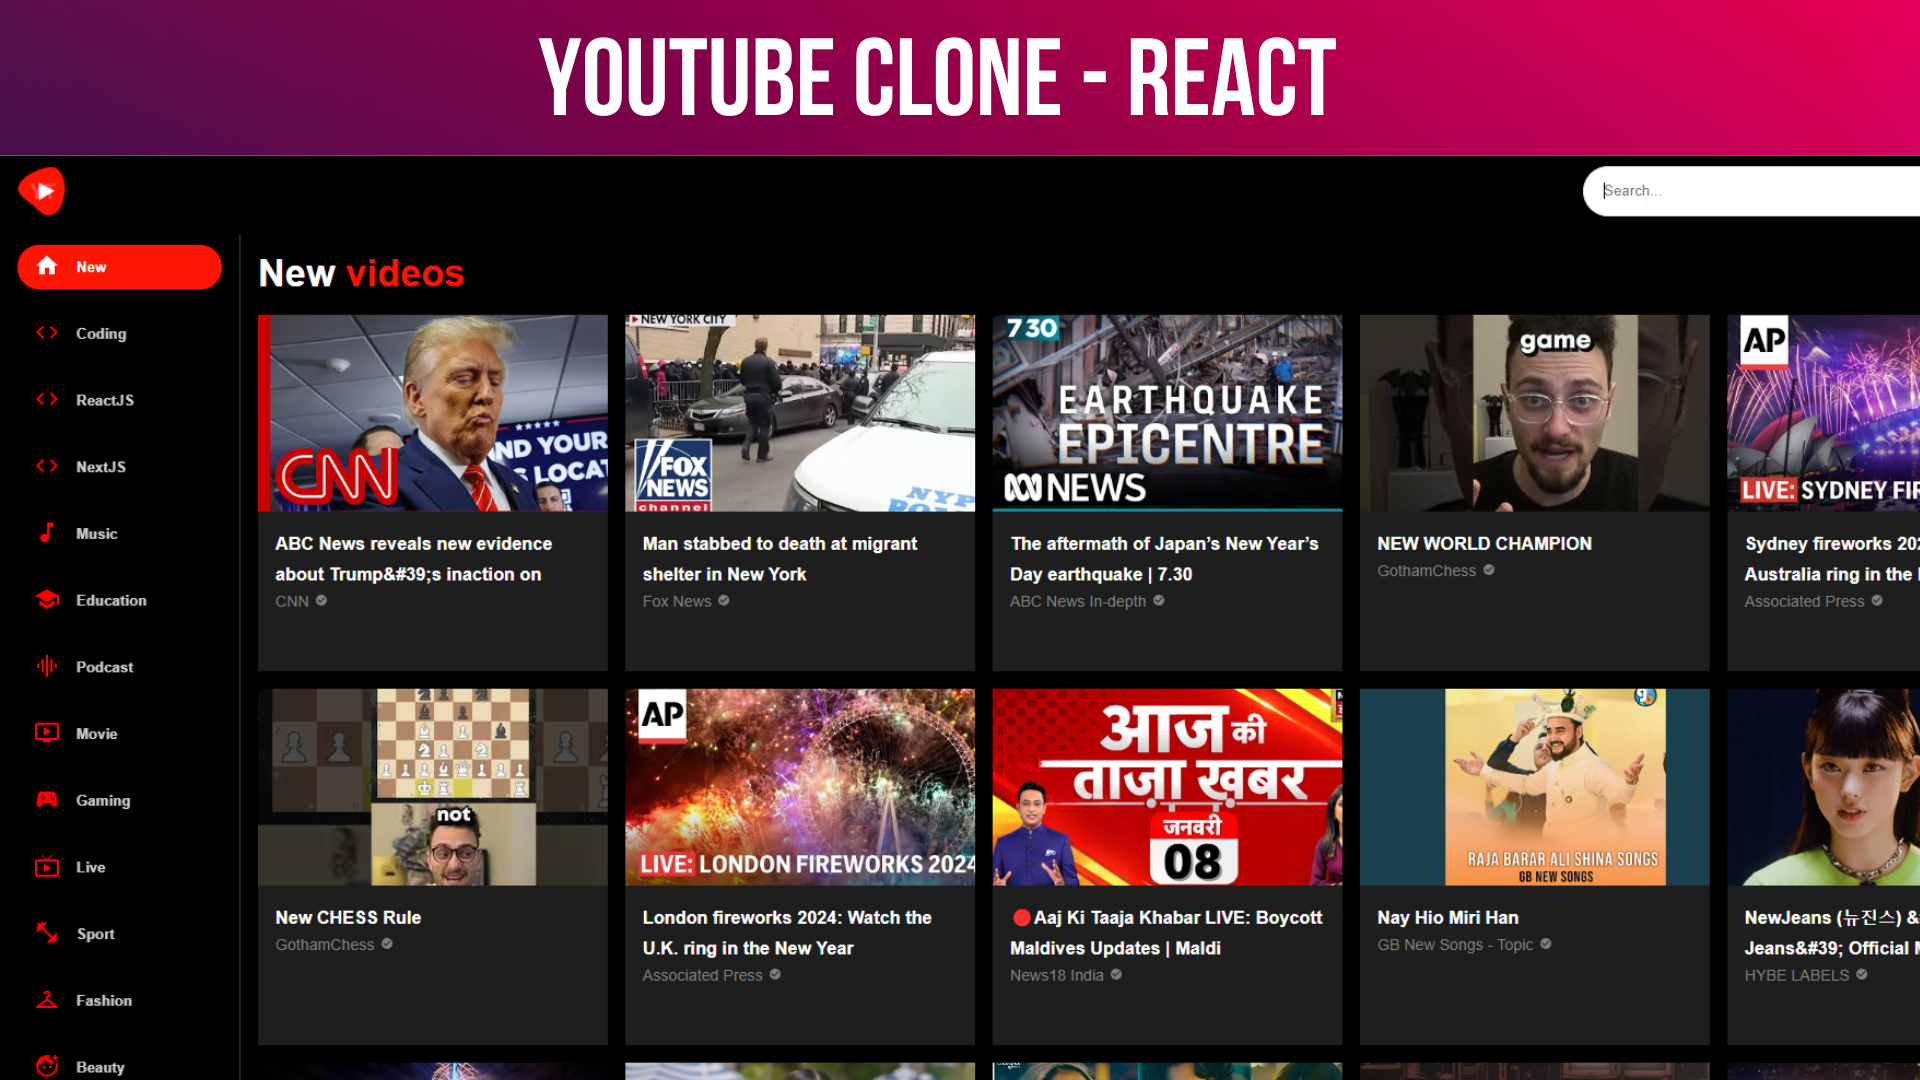 YOUTUBE CLONE - REACT
Search...
New
Coding
ReactJS
NextJS
Music
Education
Podcast
Movie
Gaming
Live
Sport
Fashion
Beauty
New videos
CNN
ND YOUR
S LOCAT
ABC News reveals new evidence
about Trump&#39;s inaction on
CNN
NEW YORK CITY
FOX
NEWS
channel
NYP
Man stabbed to death at migrant
shelter in New York
Fox News
7 30
EARTHQUAKE
EPICENTRE
NEWS
The aftermath of Japan’s New Year’s
Day earthquake | 7.30
ABC News In-depth
game
NEW WORLD CHAMPION
GothamChess
AP
LIVE: SYDNEY FIR
Sydney fireworks 202
Australia ring in the
Associated Press
not
New CHESS Rule
GothamChess
AP
LIVE: LONDON FIREWORKS 2024
London fireworks 2024: Watch the
U.K. ring in the New Year
Associated Press
आज की
ताज़ा ख़बर
जनवरी
08
Aaj Ki Taaja Khabar LIVE: Boycott
Maldives Updates | Maldi
News18 India
RAJA BARAR ALI SHINA SONGS
GB NEW SONGS
Nay Hio Miri Han
GB New Songs - Topic
NewJeans (뉴진스) &
Jeans&#39; Official M
HYBE LABELS